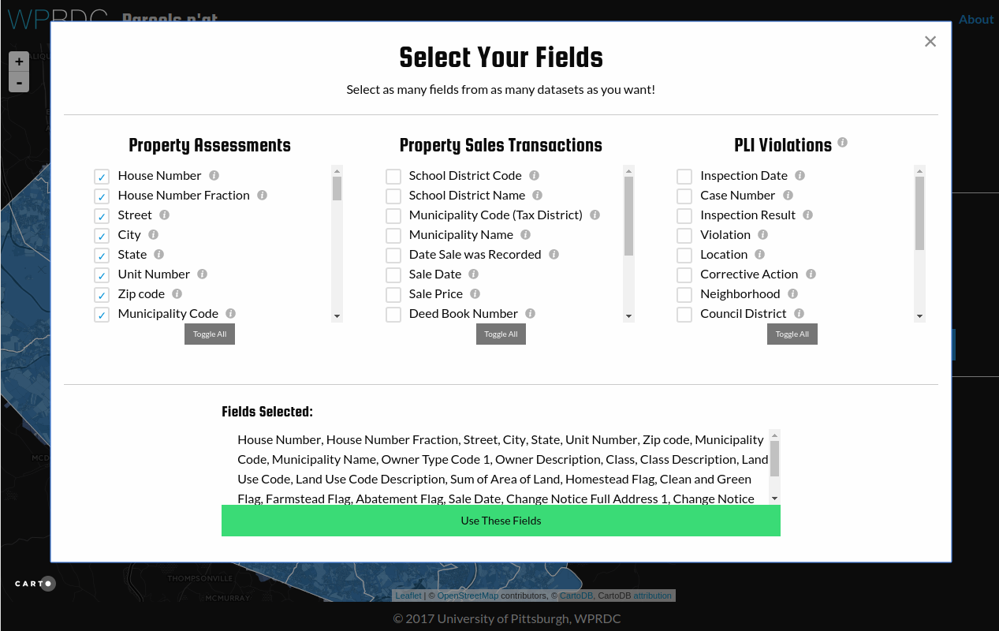 WPRDC Parcels n'at
About
+
-
Select Your Fields
Select as many fields from as many datasets as you want!
Property Assessments
House Number
House Number Fraction
Street
City
State
Unit Number
Zip code
Municipality Code
Toggle All
Property Sales Transactions
School District Code
School District Name
Municipality Code (Tax District)
Municipality Name
Date Sale was Recorded
Sale Date
Sale Price
Deed Book Number
Toggle All
PLI Violations
Inspection Date
Case Number
Inspection Result
Violation
Location
Corrective Action
Neighborhood
Council District
Toggle All
Fields Selected:
House Number, House Number Fraction, Street, City, State, Unit Number, Zip code, Municipality
Code, Municipality Name, Owner Type Code 1, Owner Description, Class, Class Description, Land
Use Code, Land Use Code Description, Sum of Area of Land, Homestead Flag, Clean and Green
Flag, Farmstead Flag, Abatement Flag, Sale Date, Change Notice Full Address 1, Change Notice
Use These Fields
THOMPSONVILLE
MCMURRAY
CARTO
Leaflet | © OpenStreetMap contributors, © CartoDB, CartoDB attribution
© 2017 University of Pittsburgh, WPRDC